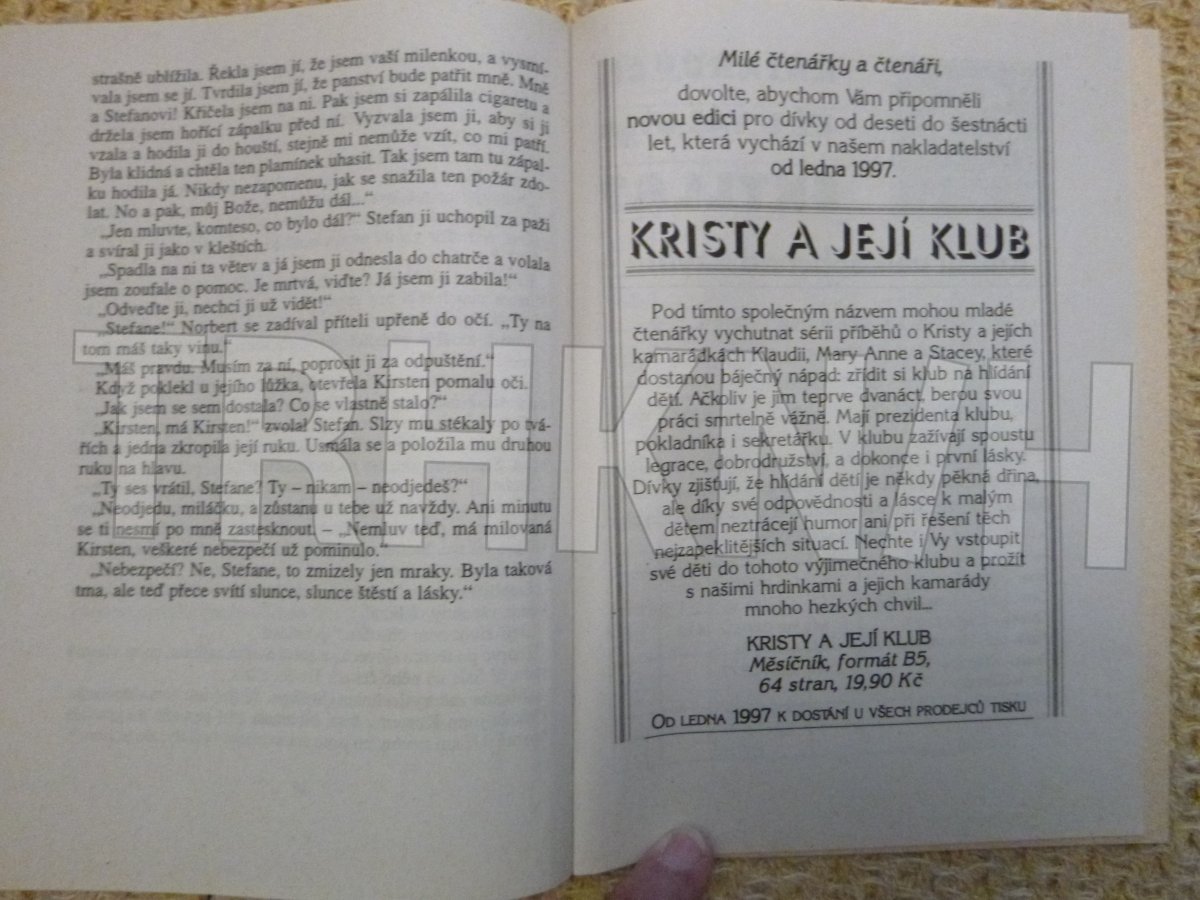 strašně ublížila. Řekla jsem jí, že jsem vaší milenkou, a vysmí-
vala jsem se jí. Tvrdila jsem jí, že panství bude patřit mně. Mně
a Stefanovi! Křičela jsem na ni. Pak jsem si zapálila cigaretu a
držela jsem hořící zápalku před ní. Vyzvala jsem ji, aby si ji
vzala a hodila ji do houští, stejně mi nemůže vzít, co mi patří.
Byla klidná a chtěla ten plamínek uhasit. Tak jsem tam tu zápal-
ku hodila já. Nikdy nezapomenu, jak se snažila ten požár zdo-
lat. No a pak, můj Bože, nemůžu dál...“
„Jen mluvte, komteso, co bylo dál?“ Stefan ji uchopil za paži
a svíral ji jako v kleštích.
„Spadla na ni ta větev a já jsem ji odnesla do chatrče a volala
jsem zoufale o pomoc. Je mrtvá, viďte? Já jsem ji zabila!“
„Odveďte ji, nechci ji už vidět!“
„Stefane!“ Norbert se zadíval příteli upřeně do očí. „Ty na
tom máš taky vinu.“
„Máš pravdu. Musím za ní, poprosit ji za odpuštění.“
Když poklekl u jejího lůžka, otevřela Kirsten pomalu oči.
„Jak jsem se sem dostala? Co se vlastně stalo?“
„Kirsten, má Kirsten!“ zvolal Stefan. Slzy mu stékaly po tvá-
řích a jedna zkropila její ruku. Usmála se a položila mu druhou
ruku na hlavu.
„Ty ses vrátil, Stefane? Ty – nikam – neodjedeš?“
„Neodjedu, miláčku, a zůstanu u tebe už navždy. Ani minutu
se ti nesmí po mně zastesknout. – „Nemluv teď, má milovaná
Kirsten, veškeré nebezpečí už pominulo.“
„Nebezpečí? Ne, Stefane, to zmizely jen mraky. Byla taková
tma, ale teď přece svítí slunce, slunce štěstí a lásky.“
Milé čtenářky a čtenáři,
dovolte, abychom Vám připomněli
novou edici pro dívky od deseti do šestnácti
let, která vychází v našem nakladatelství
od ledna 1997.
KRISTY A JEJÍ KLUB
Pod tímto společným názvem mohou mladé
čtenářky vychutnat sérii příběhů o Kristy a jejích
kamarádkách Klaudii, Mary Anne a Stacey, které
dostanou báječný nápad: zřídit si klub na hlídání
dětí. Ačkoliv je jim teprve dvanáct, berou svou
práci smrtelně vážně. Mají prezidenta klubu,
pokladníka i sekretářku. V klubu zažívají spoustu
legrace, dobrodružství, a dokonce i první lásky.
Dívky zjišťují, že hlídání dětí je někdy pěkná dřina,
ale díky své odpovědnosti a lásce k malým
dětem neztrácejí humor ani při řešení těch
nejzapeklitějších situací. Nechte i Vy vstoupit
své děti do tohoto výjimečného klubu a prožít
s našimi hrdinkami a jejich kamarády
mnoho hezkých chvil...
KRISTY A JEJÍ KLUB
Měsíčník, formát B5,
64 stran, 19,90 Kč
OD LEDNA 1997 K DOSTÁNÍ U VŠECH PRODEJCŮ TISKU